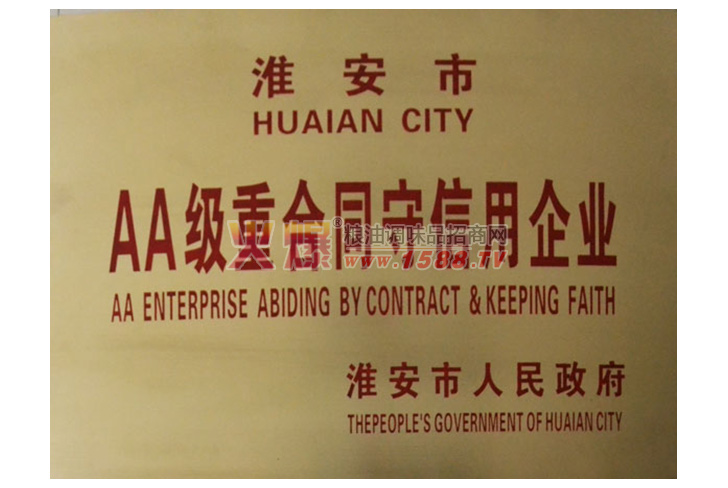 淮安市
HUAIAN CITY
AA级重合同守信用企业
火爆®粮油调味品招商网
www.1588.TV
AA ENTERPRISE ABIDING BY CONTRACT & KEEPING FAITH
淮安市人民政府
THEPEOPLE'S GOVERNMENT OF HUAIAN CITY